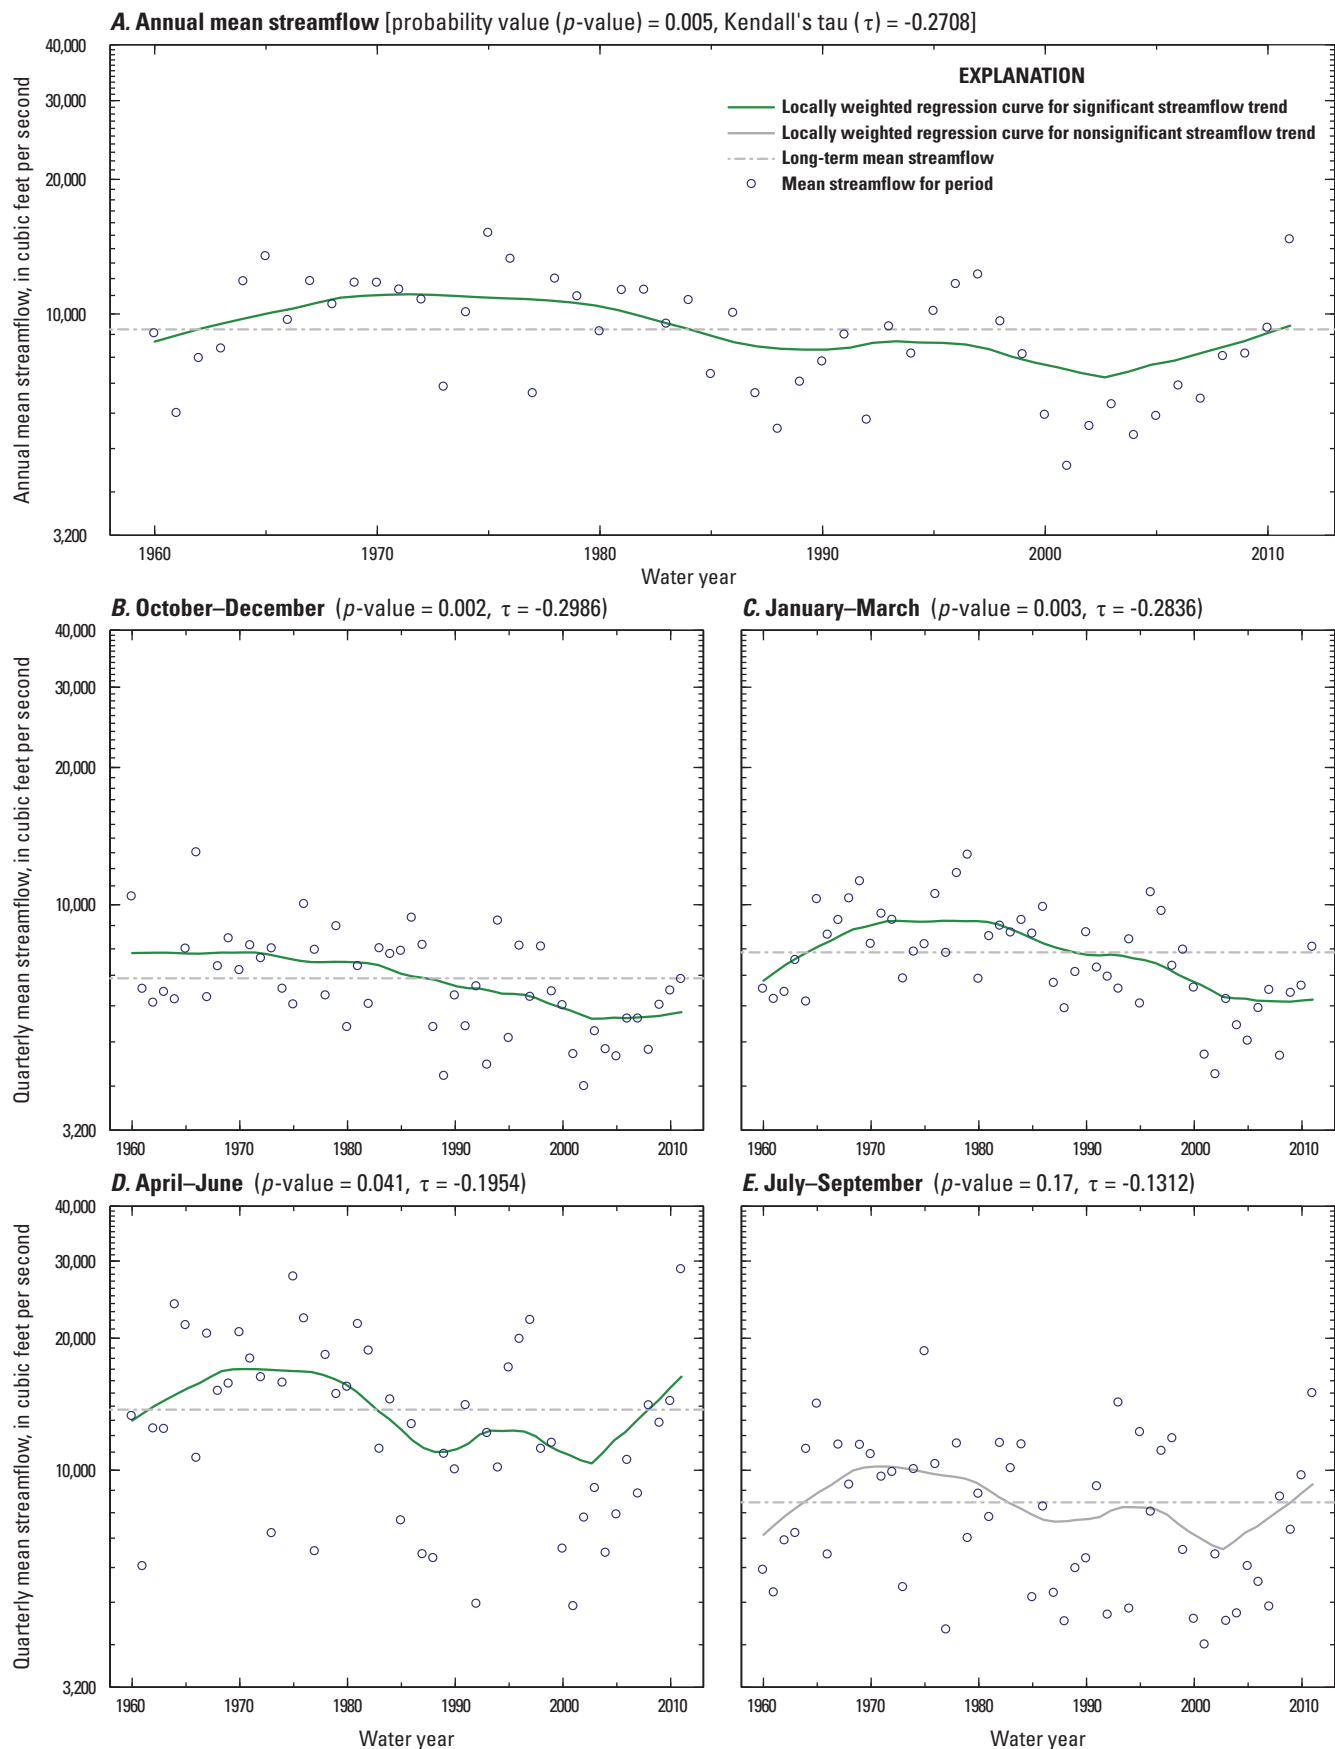 A. Annual mean streamflow [probability value (p-value) = 0.005, Kendall's tau (τ) = -0.2708]
40,000
30,000
20,000
10,000
3,200
Annual mean streamflow, in cubic feet per second
EXPLANATION
Locally weighted regression curve for significant streamflow trend
Locally weighted regression curve for nonsignificant streamflow trend
Long-term mean streamflow
Mean streamflow for period
1960 1970 1980 1990 2000 2010
Water year
B. October–December (p-value = 0.002, τ = -0.2986)
40,000
30,000
20,000
10,000
3,200
Quarterly mean streamflow, in cubic feet per second
1960 1970 1980 1990 2000 2010
C. January–March (p-value = 0.003, τ = -0.2836)
1960 1970 1980 1990 2000 2010
D. April–June (p-value = 0.041, τ = -0.1954)
40,000
30,000
20,000
10,000
3,200
Quarterly mean streamflow, in cubic feet per second
1960 1970 1980 1990 2000 2010
Water year
E. July–September (p-value = 0.17, τ = -0.1312)
1960 1970 1980 1990 2000 2010
Water year